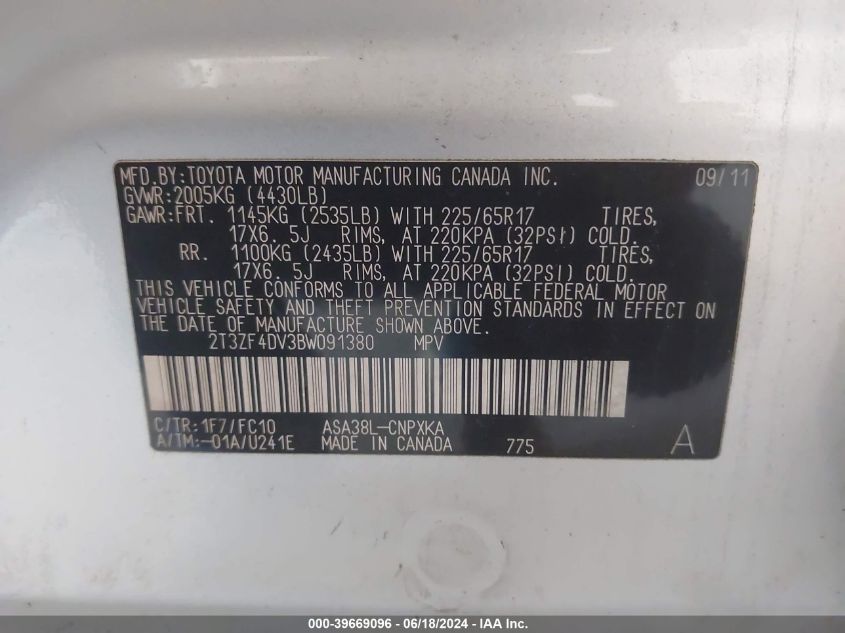 MFD.BY:TOYOTA MOTOR MANUFACTURING CANADA INC. 09/11
GVWR:2005KG (4430LB)
GAWR:FRT. 1145KG (2535LB) WITH 225/65R17 TIRES,
17X6.5J RIMS, AT 220KPA (32PSI) COLD.
RR. 1100KG (2435LB) WITH 225/65R17 TIRES,
17X6.5J RIMS, AT 220KPA (32PSI) COLD.
THIS VEHICLE CONFORMS TO ALL APPLICABLE FEDERAL MOTOR
VEHICLE SAFETY AND THEFT PREVENTION STANDARDS IN EFFECT ON
THE DATE OF MANUFACTURE SHOWN ABOVE.
2T3ZF4DV3BW091380 MPV
C/TR:1F7/FC10 ASA38L-CNPXKA
A/TM:-01A/U241E MADE IN CANADA 775 A
000-39669096 - 06/18/2024 - IAA Inc.